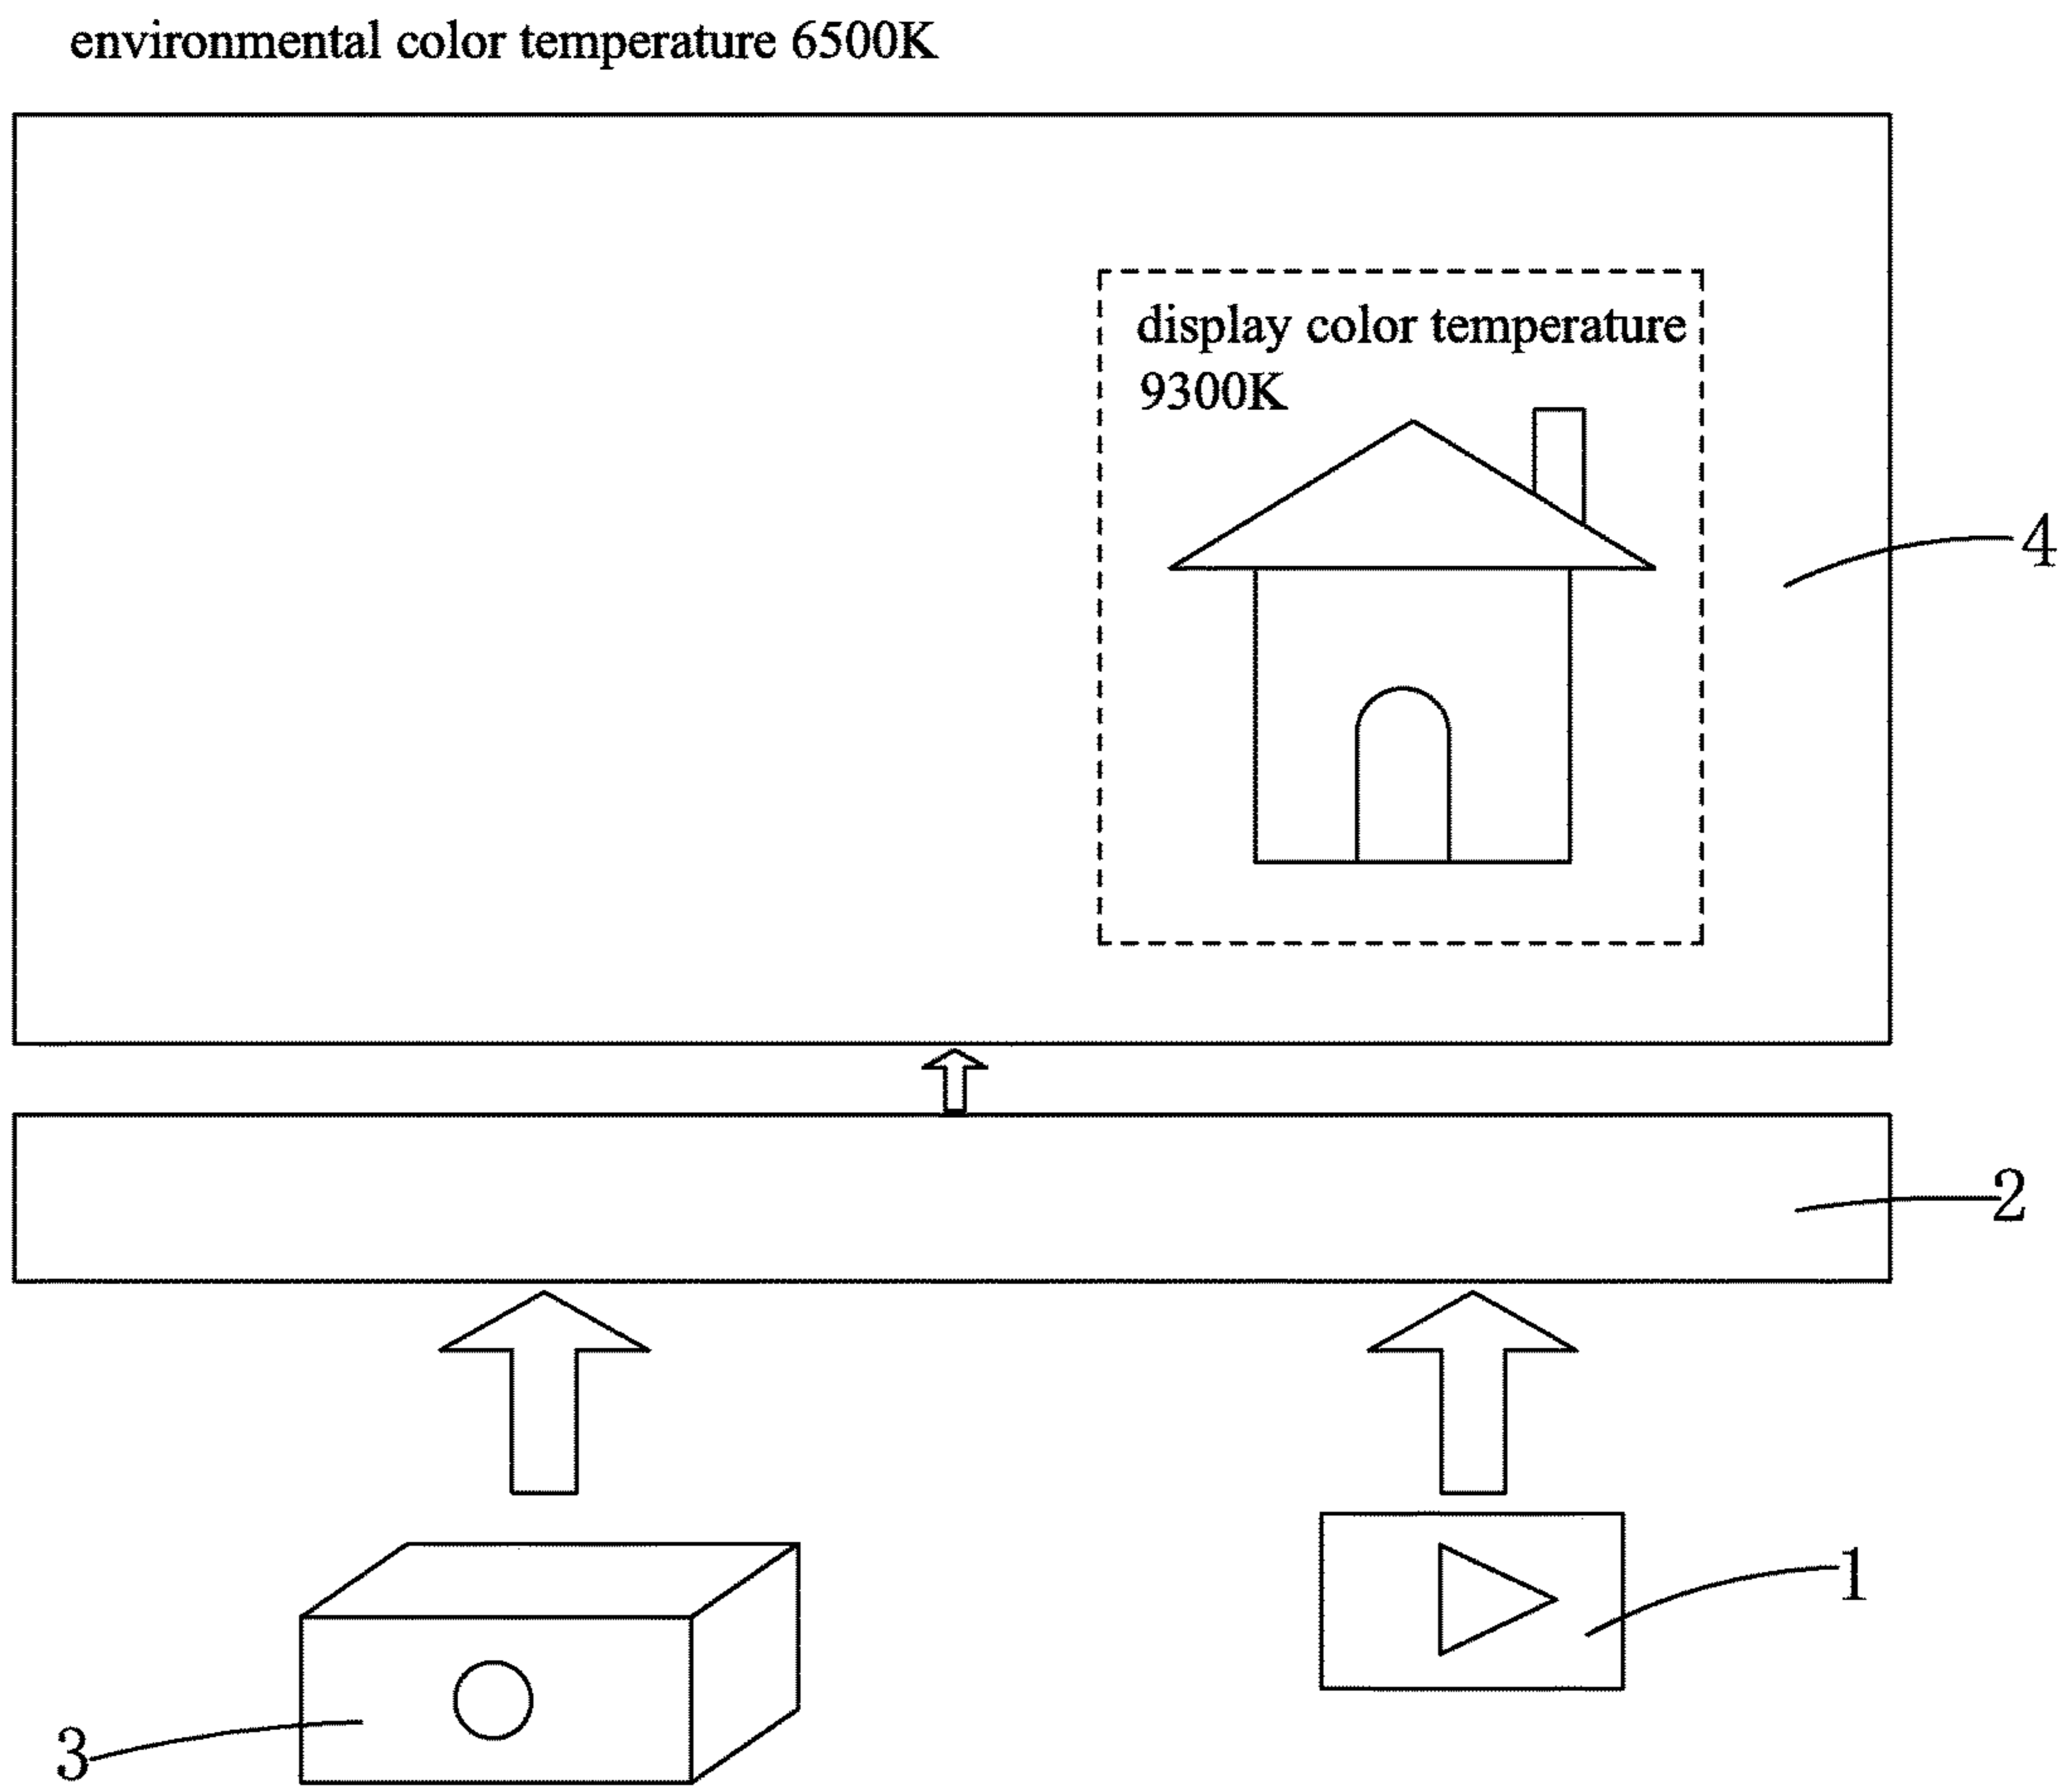 environmental color temperature 6500K
display color temperature
9300K
4
2
1
3